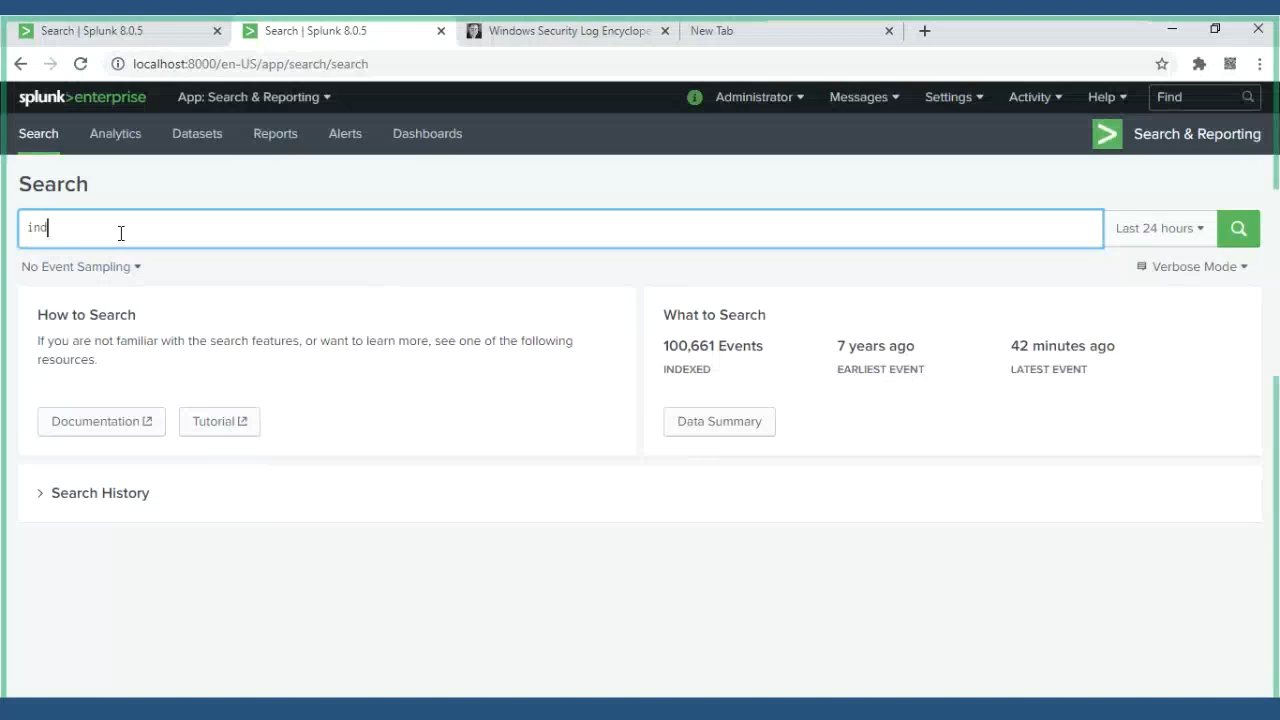 Search | Splunk 8.0.5
Search | Splunk 8.0.5
Windows Security Log Encyclope
New Tab
localhost:8000/en-US/app/search/search
splunk>enterprise App: Search & Reporting
Administrator Messages Settings Activity Help Find
Search Analytics Datasets Reports Alerts Dashboards Search & Reporting
Search
ind
Last 24 hours
No Event Sampling
Verbose Mode
How to Search
If you are not familiar with the search features, or want to learn more, see one of the following
resources.
Documentation Tutorial
What to Search
100,661 Events 7 years ago 42 minutes ago
INDEXED EARLIEST EVENT LATEST EVENT
Data Summary
Search History